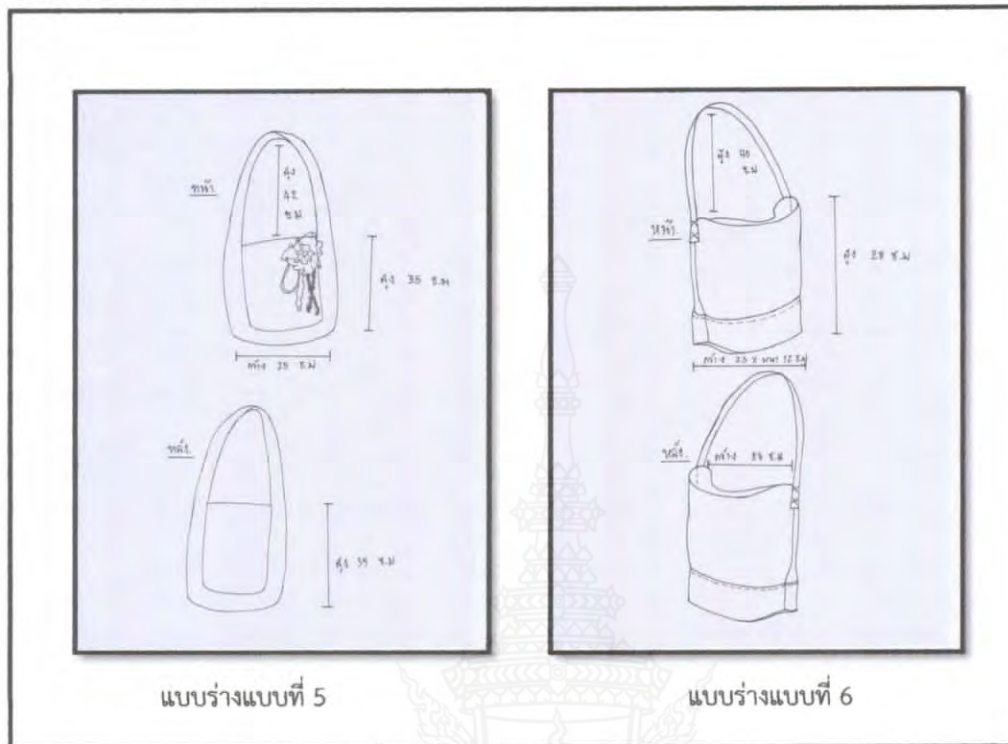 หน้า
สูง
42
ซ.ม
สูง 35 ซ.ม
กว้าง 25 ซ.ม
หลัง
สูง 35 ซ.ม
แบบร่างแบบที่ 5
สูง 40
ซ.ม
หน้า
สูง 28 ซ.ม
กว้าง 23 x หนา 12 ซ.ม
หลัง
กว้าง ซ.ม
แบบร่างแบบที่ 6